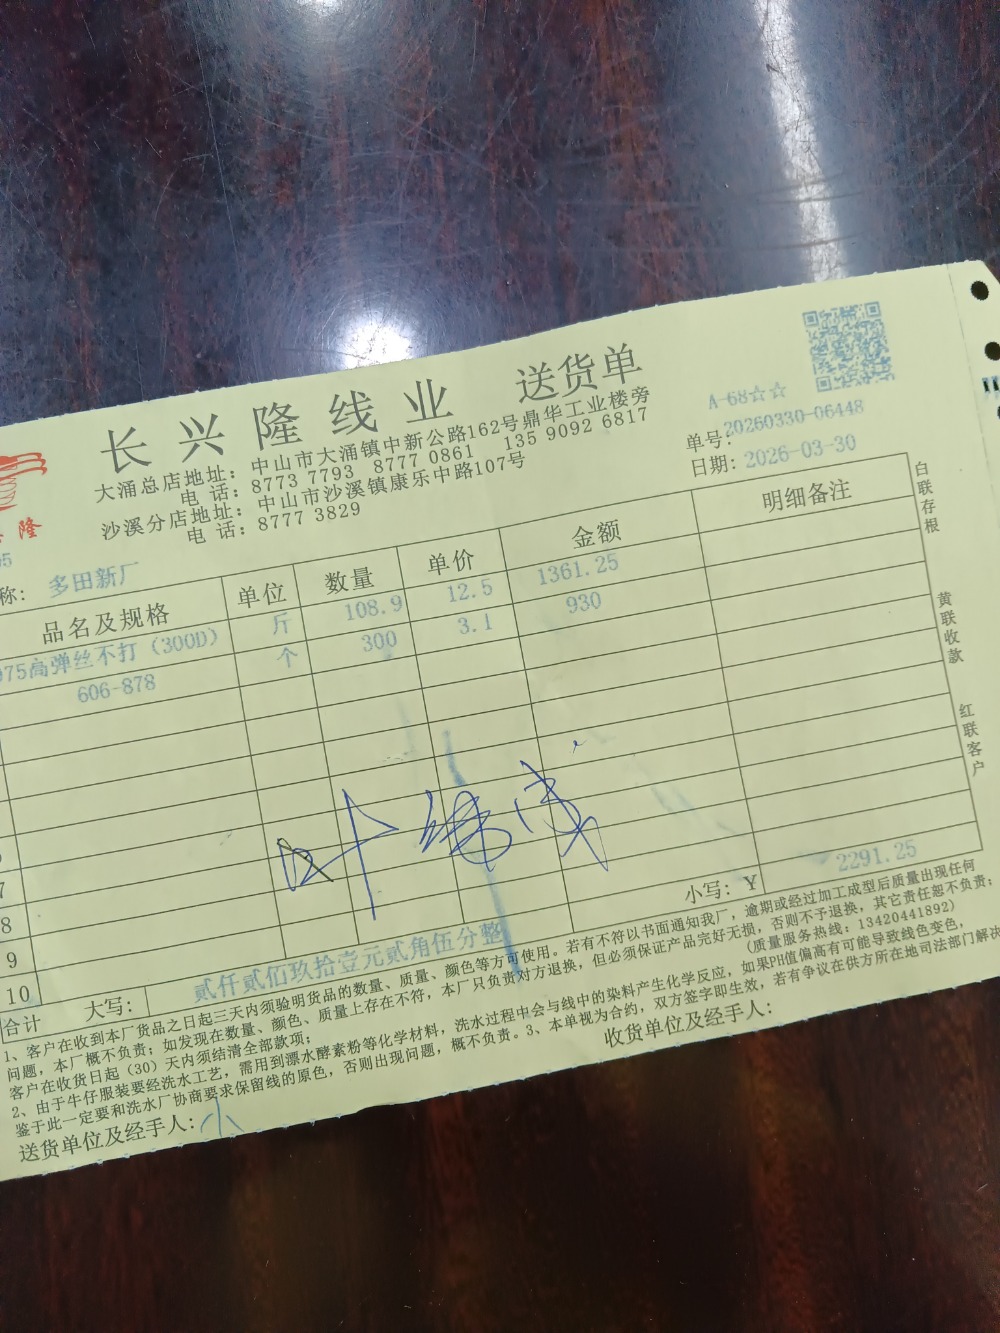 长兴隆线业 送货单
A-68☆☆
大涌总店地址: 中山市大涌镇中新公路162号鼎华工业楼旁
电 话: 8773 7793 8777 0861 135 9092 6817
沙溪分店地址: 中山市沙溪镇康乐中路107号
电 话: 8777 3829
单号: 20260330-06448
日期: 2026-03-30
隆
称: 多田新厂
品名及规格 单位 数量 单价 金额 明细备注
075高弹丝不打(300D) 斤 108.9 12.5 1361.25
606-878 个 300 3.1 930
7
8
9
10
合计 大写: 贰仟贰佰玖拾壹元贰角伍分整 小写: Y 2291.25
1、客户在收到本厂货品之日起三天内须验明货品的数量、质量、颜色等方可使用。若有不符以书面通知我厂,逾期或经过加工成型后质量出现任何
问题,本厂概不负责;如发现在数量、颜色、质量上存在不符,本厂只负责对方退换,但必须保证产品完好无损,否则不予退换,其它责任恕不负责;
客户在收货日起(30)天内须结清全部款项; (质量服务热线: 13420441892)
2、由于牛仔服装要经洗水工艺,需用到漂水酵素粉等化学材料,洗水过程中会与线中的染料产生化学反应,如果PH值偏高有可能导致线色变色,
鉴于此一定要和洗水厂协商要求保留线的原色,否则出现问题,概不负责。3、本单视为合约,双方签字即生效,若有争议在供方所在地司法部门解决
送货单位及经手人: 小 收货单位及经手人:
白联存根
黄联收款
红联客户